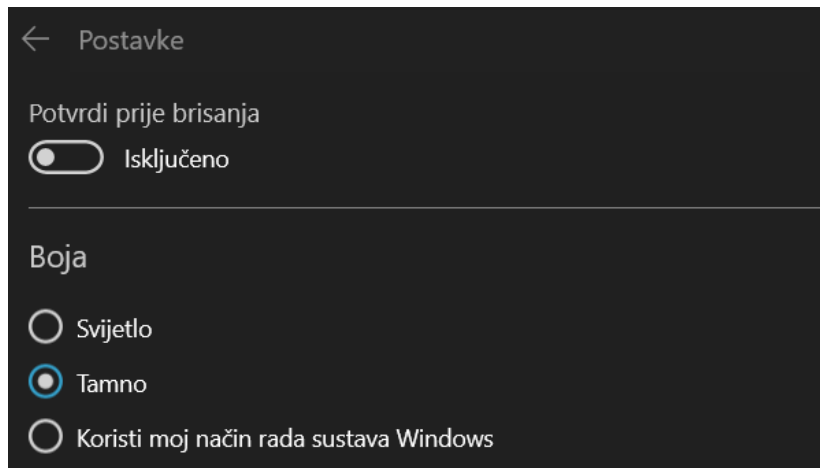 Postavke
Potvrdi prije brisanja
Isključeno
Boja
Svijetlo
Tamno
Koristi moj način rada sustava Windows